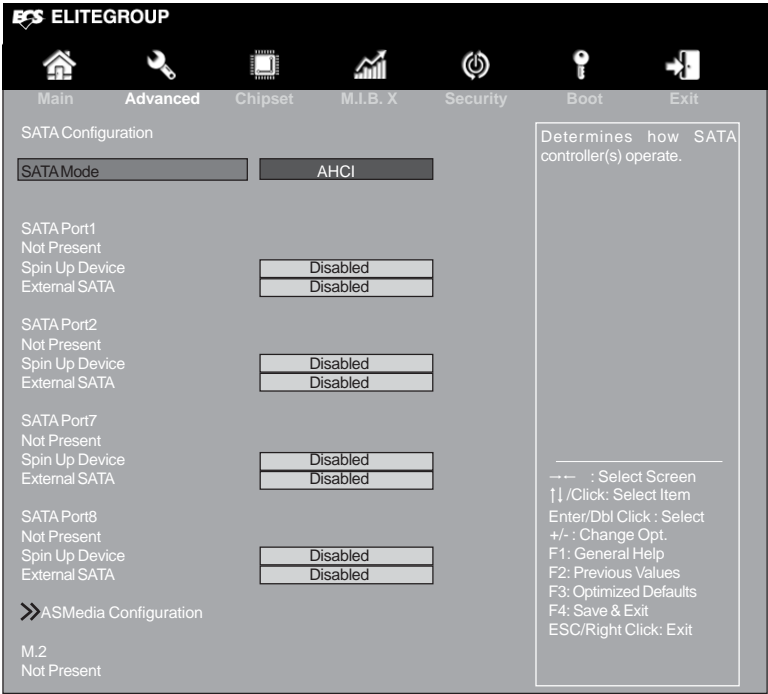 ECS ELITEGROUP
Main Advanced Chipset M.I.B. X Security Boot Exit
SATA Configuration
SATA Mode AHCI
SATA Port1
Not Present
Spin Up Device Disabled
External SATA Disabled
SATA Port2
Not Present
Spin Up Device Disabled
External SATA Disabled
SATA Port7
Not Present
Spin Up Device Disabled
External SATA Disabled
SATA Port8
Not Present
Spin Up Device Disabled
External SATA Disabled
ASMedia Configuration
M.2
Not Present
Determines how SATA
controller(s) operate.
→← : Select Screen
↑↓/Click: Select Item
Enter/Dbl Click : Select
+/- : Change Opt.
F1: General Help
F2: Previous Values
F3: Optimized Defaults
F4: Save & Exit
ESC/Right Click: Exit